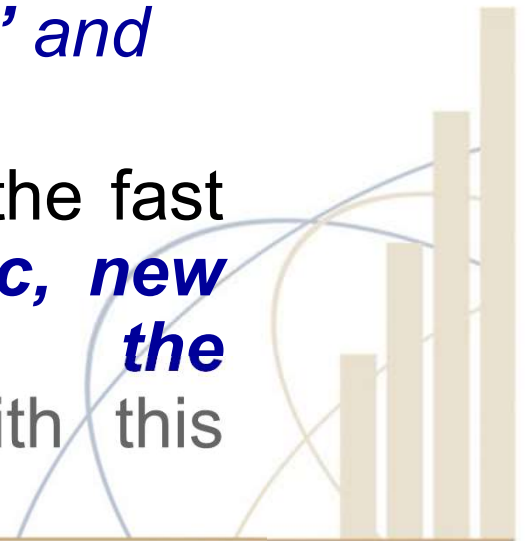 ’ and
the fast
c, new
the
ith this